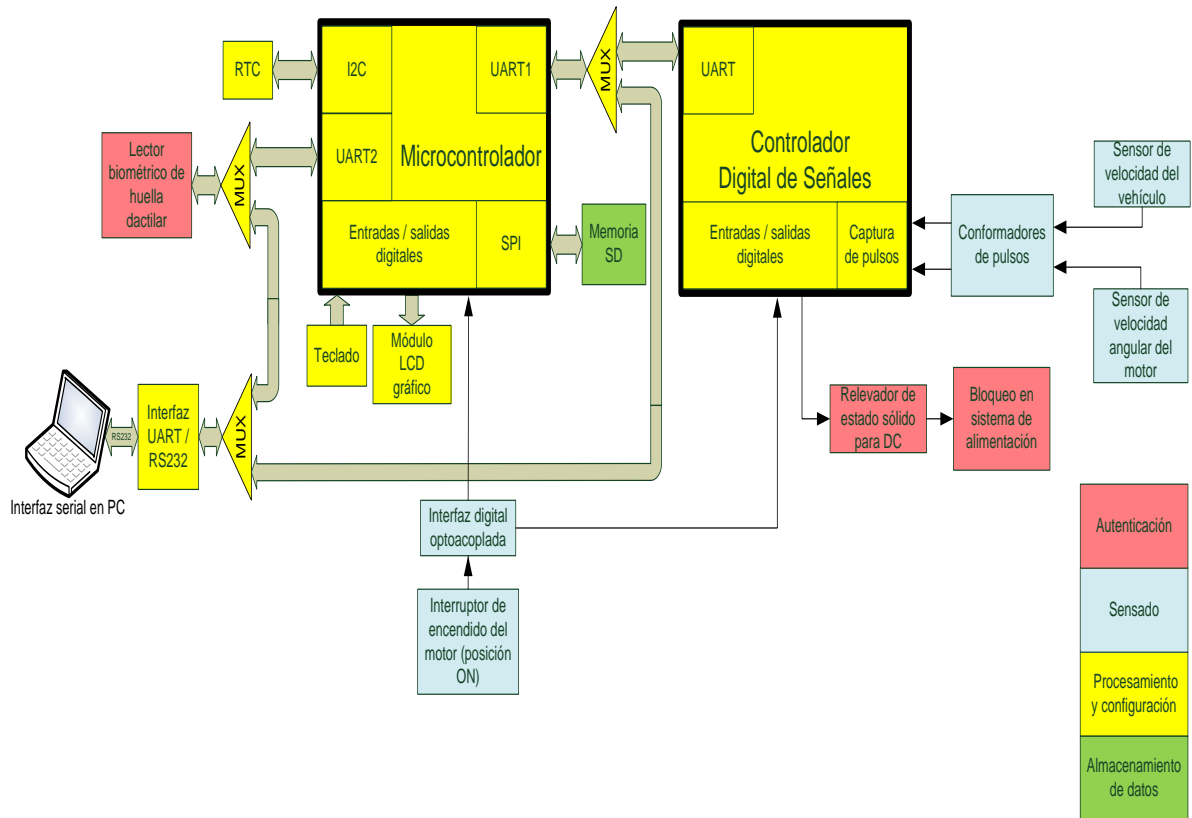 RTC
I2C
UART1
MUX
UART
Lector
biométrico de
huella
dactilar
MUX
UART2
Microcontrolador
Controlador
Digital de Señales
Sensor de
velocidad del
vehículo
Entradas / salidas
digitales
SPI
Memoria
SD
Entradas / salidas
digitales
Captura
de pulsos
Conformadores
de pulsos
Sensor de
velocidad
angular del
motor
Teclado
Módulo
LCD
gráfico
RS232
Interfaz
UART /
RS232
MUX
Interfaz serial en PC
Relevador de
estado sólido
para DC
Bloqueo en
sistema de
alimentación
Interfaz digital
optoacoplada
Interruptor de
encendido del
motor (posición
ON)
Autenticación
Sensado
Procesamiento
y configuración
Almacenamiento
de datos